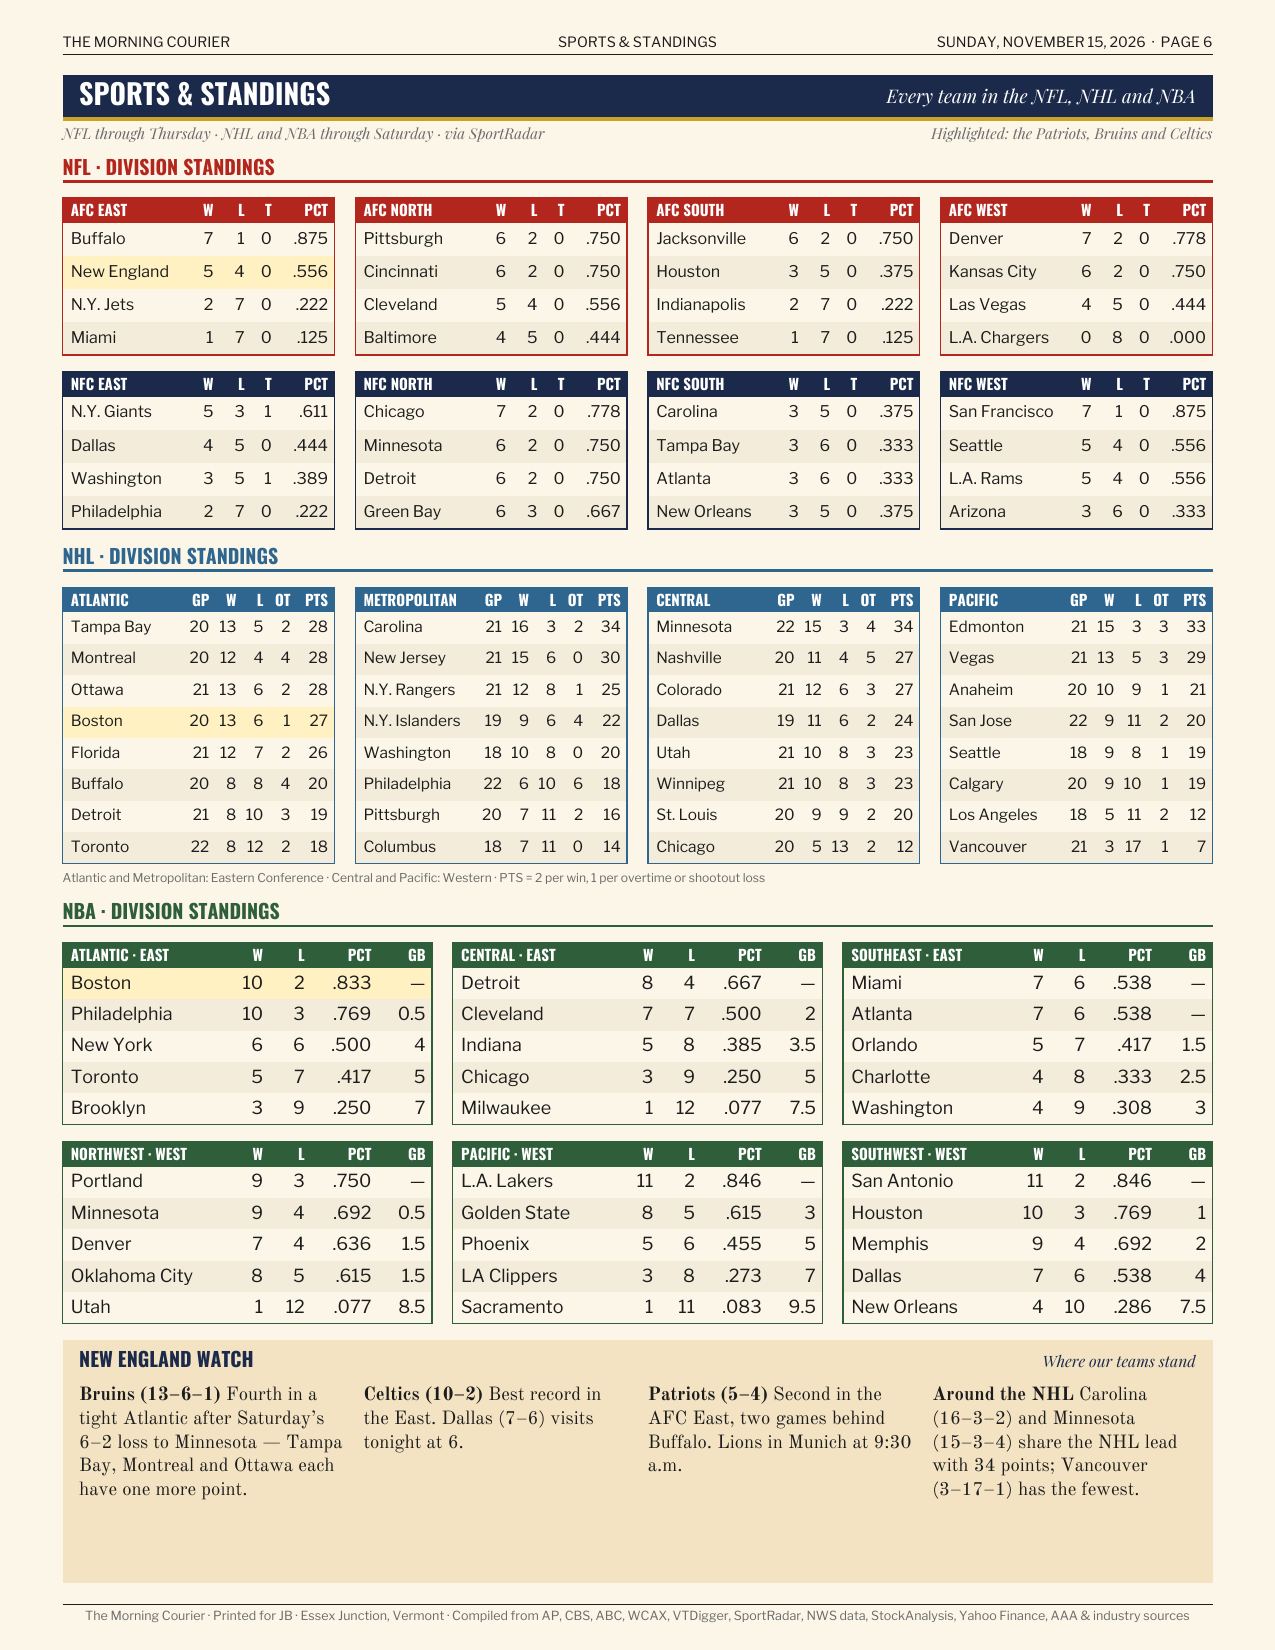 THE MORNING COURIER SPORTS & STANDINGS SUNDAY, NOVEMBER 15, 2026 · PAGE 6
SPORTS & STANDINGS Every team in the NFL, NHL and NBA
NFL through Thursday · NHL and NBA through Saturday · via SportRadar Highlighted: the Patriots, Bruins and Celtics
NFL · DIVISION STANDINGS
AFC EAST W L T PCT
Buffalo 7 1 0 .875
New England 5 4 0 .556
N.Y. Jets 2 7 0 .222
Miami 1 7 0 .125
AFC NORTH W L T PCT
Pittsburgh 6 2 0 .750
Cincinnati 6 2 0 .750
Cleveland 5 4 0 .556
Baltimore 4 5 0 .444
AFC SOUTH W L T PCT
Jacksonville 6 2 0 .750
Houston 3 5 0 .375
Indianapolis 2 7 0 .222
Tennessee 1 7 0 .125
AFC WEST W L T PCT
Denver 7 2 0 .778
Kansas City 6 2 0 .750
Las Vegas 4 5 0 .444
L.A. Chargers 0 8 0 .000
NFC EAST W L T PCT
N.Y. Giants 5 3 1 .611
Dallas 4 5 0 .444
Washington 3 5 1 .389
Philadelphia 2 7 0 .222
NFC NORTH W L T PCT
Chicago 7 2 0 .778
Minnesota 6 2 0 .750
Detroit 6 2 0 .750
Green Bay 6 3 0 .667
NFC SOUTH W L T PCT
Carolina 3 5 0 .375
Tampa Bay 3 6 0 .333
Atlanta 3 6 0 .333
New Orleans 3 5 0 .375
NFC WEST W L T PCT
San Francisco 7 1 0 .875
Seattle 5 4 0 .556
L.A. Rams 5 4 0 .556
Arizona 3 6 0 .333
NHL · DIVISION STANDINGS
ATLANTIC GP W L OT PTS
Tampa Bay 20 13 5 2 28
Montreal 20 12 4 4 28
Ottawa 21 13 6 2 28
Boston 20 13 6 1 27
Florida 21 12 7 2 26
Buffalo 20 8 8 4 20
Detroit 21 8 10 3 19
Toronto 22 8 12 2 18
METROPOLITAN GP W L OT PTS
Carolina 21 16 3 2 34
New Jersey 21 15 6 0 30
N.Y. Rangers 21 12 8 1 25
N.Y. Islanders 19 9 6 4 22
Washington 18 10 8 0 20
Philadelphia 22 6 10 6 18
Pittsburgh 20 7 11 2 16
Columbus 18 7 11 0 14
CENTRAL GP W L OT PTS
Minnesota 22 15 3 4 34
Nashville 20 11 4 5 27
Colorado 21 12 6 3 27
Dallas 19 11 6 2 24
Utah 21 10 8 3 23
Winnipeg 21 10 8 3 23
St. Louis 20 9 9 2 20
Chicago 20 5 13 2 12
PACIFIC GP W L OT PTS
Edmonton 21 15 3 3 33
Vegas 21 13 5 3 29
Anaheim 20 10 9 1 21
San Jose 22 9 11 2 20
Seattle 18 9 8 1 19
Calgary 20 9 10 1 19
Los Angeles 18 5 11 2 12
Vancouver 21 3 17 1 7
Atlantic and Metropolitan: Eastern Conference · Central and Pacific: Western · PTS = 2 per win, 1 per overtime or shootout loss
NBA · DIVISION STANDINGS
ATLANTIC · EAST W L PCT GB
Boston 10 2 .833 —
Philadelphia 10 3 .769 0.5
New York 6 6 .500 4
Toronto 5 7 .417 5
Brooklyn 3 9 .250 7
CENTRAL · EAST W L PCT GB
Detroit 8 4 .667 —
Cleveland 7 7 .500 2
Indiana 5 8 .385 3.5
Chicago 3 9 .250 5
Milwaukee 1 12 .077 7.5
SOUTHEAST · EAST W L PCT GB
Miami 7 6 .538 —
Atlanta 7 6 .538 —
Orlando 5 7 .417 1.5
Charlotte 4 8 .333 2.5
Washington 4 9 .308 3
NORTHWEST · WEST W L PCT GB
Portland 9 3 .750 —
Minnesota 9 4 .692 0.5
Denver 7 4 .636 1.5
Oklahoma City 8 5 .615 1.5
Utah 1 12 .077 8.5
PACIFIC · WEST W L PCT GB
L.A. Lakers 11 2 .846 —
Golden State 8 5 .615 3
Phoenix 5 6 .455 5
LA Clippers 3 8 .273 7
Sacramento 1 11 .083 9.5
SOUTHWEST · WEST W L PCT GB
San Antonio 11 2 .846 —
Houston 10 3 .769 1
Memphis 9 4 .692 2
Dallas 7 6 .538 4
New Orleans 4 10 .286 7.5
NEW ENGLAND WATCH Where our teams stand
Bruins (13–6–1) Fourth in a
tight Atlantic after Saturday's
6–2 loss to Minnesota — Tampa
Bay, Montreal and Ottawa each
have one more point.
Celtics (10–2) Best record in
the East. Dallas (7–6) visits
tonight at 6.
Patriots (5–4) Second in the
AFC East, two games behind
Buffalo. Lions in Munich at 9:30
a.m.
Around the NHL Carolina
(16–3–2) and Minnesota
(15–3–4) share the NHL lead
with 34 points; Vancouver
(3–17–1) has the fewest.
The Morning Courier · Printed for JB · Essex Junction, Vermont · Compiled from AP, CBS, ABC, WCAX, VTDigger, SportRadar, NWS data, StockAnalysis, Yahoo Finance, AAA & industry sources